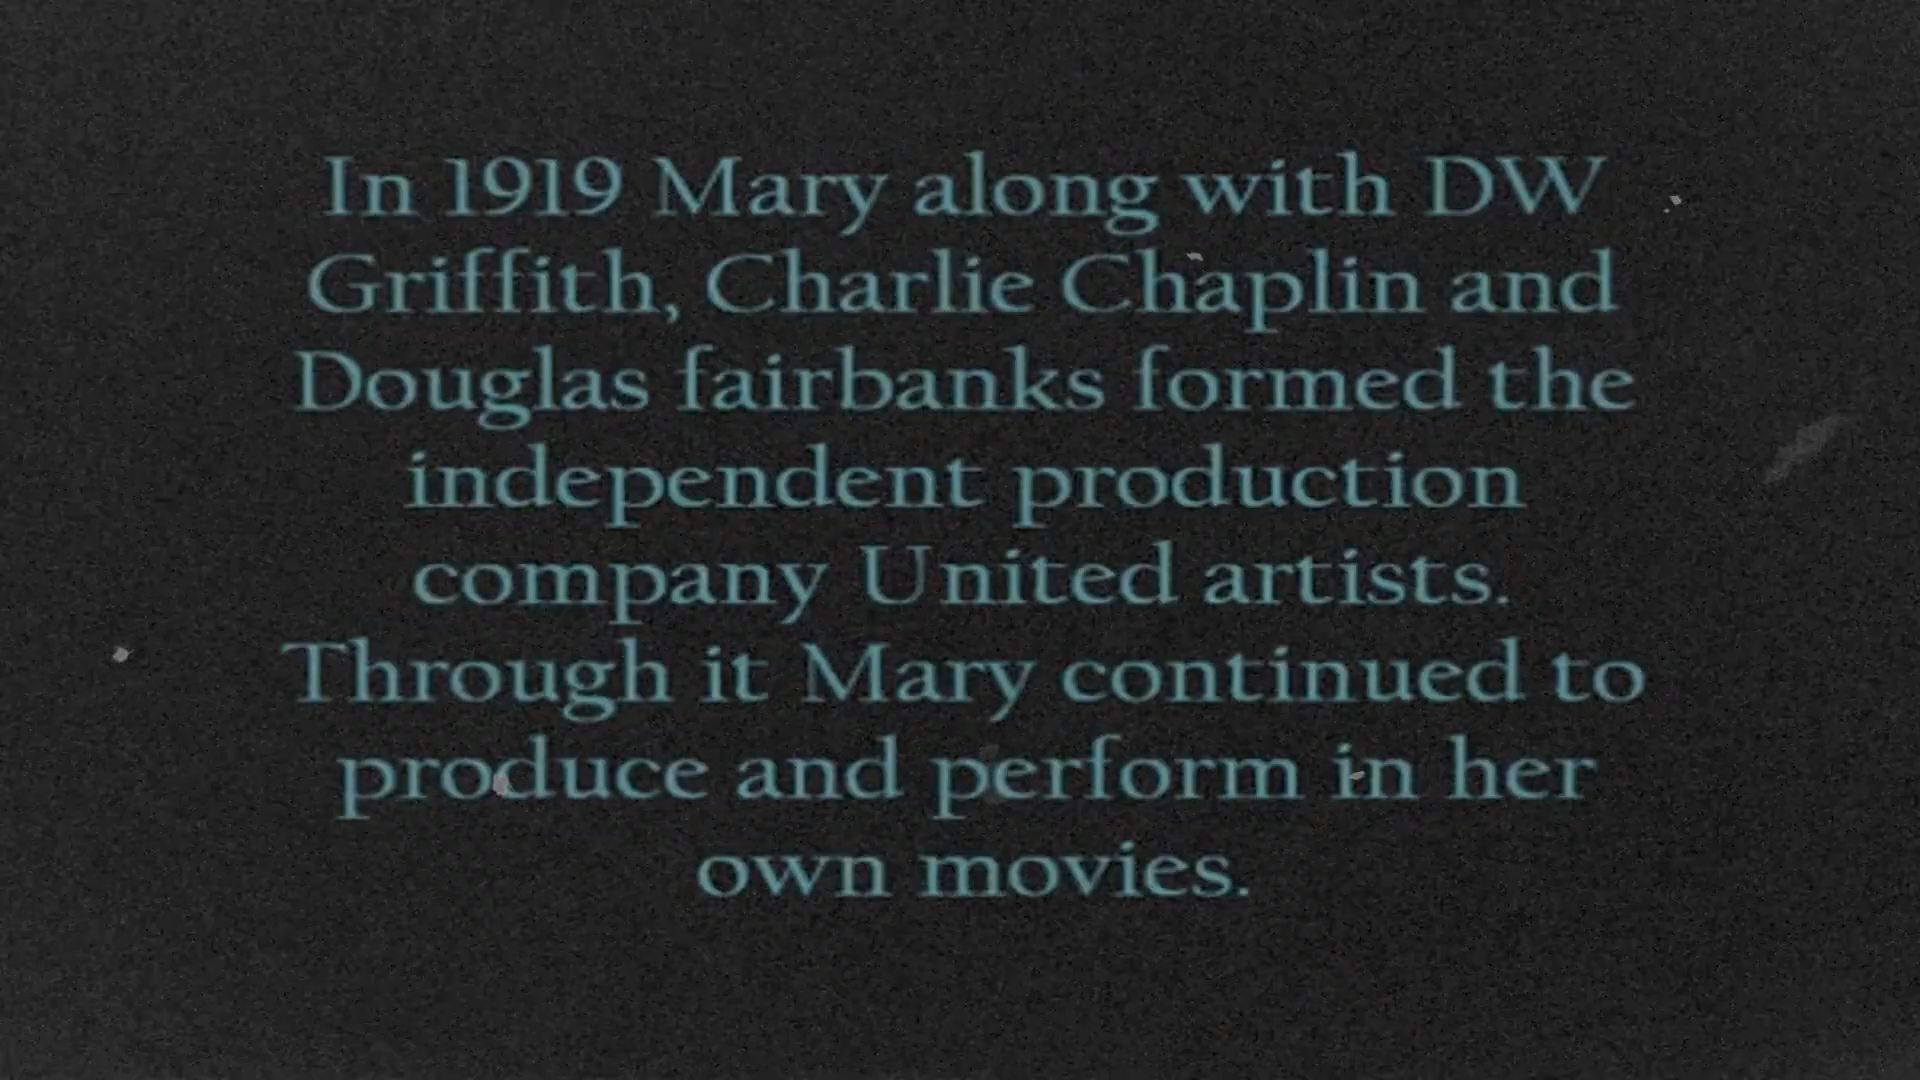 In 1919 Mary along with DW
Griffith, Charlie Chaplin and
Douglas fairbanks formed the
independent production
company United artists.
Through it Mary continued to
produce and perform in her
own movies.